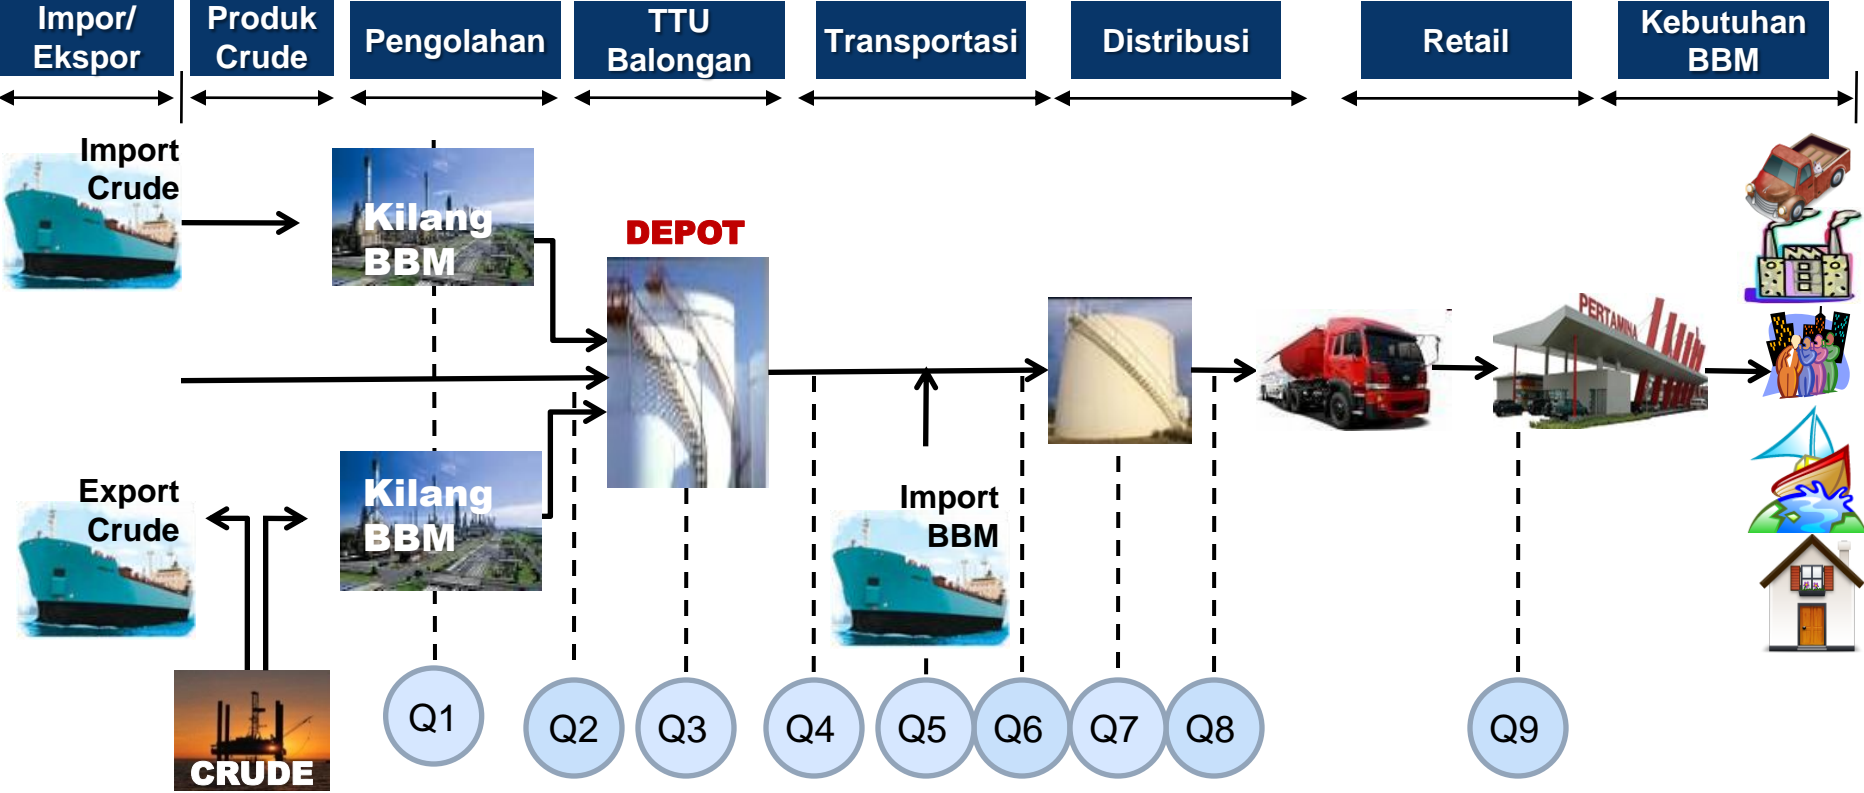 Impor/
Ekspor
Produk
Crude
Pengolahan
TTU
Balongan
Transportasi
Distribusi
Retail
Kebutuhan
BBM
Import
Crude
Kilang
BBM
DEPOT
PERTAMINA
Export
Crude
Kilang
BBM
Import
BBM
CRUDE
Q1
Q2
Q3
Q4
Q5
Q6
Q7
Q8
Q9